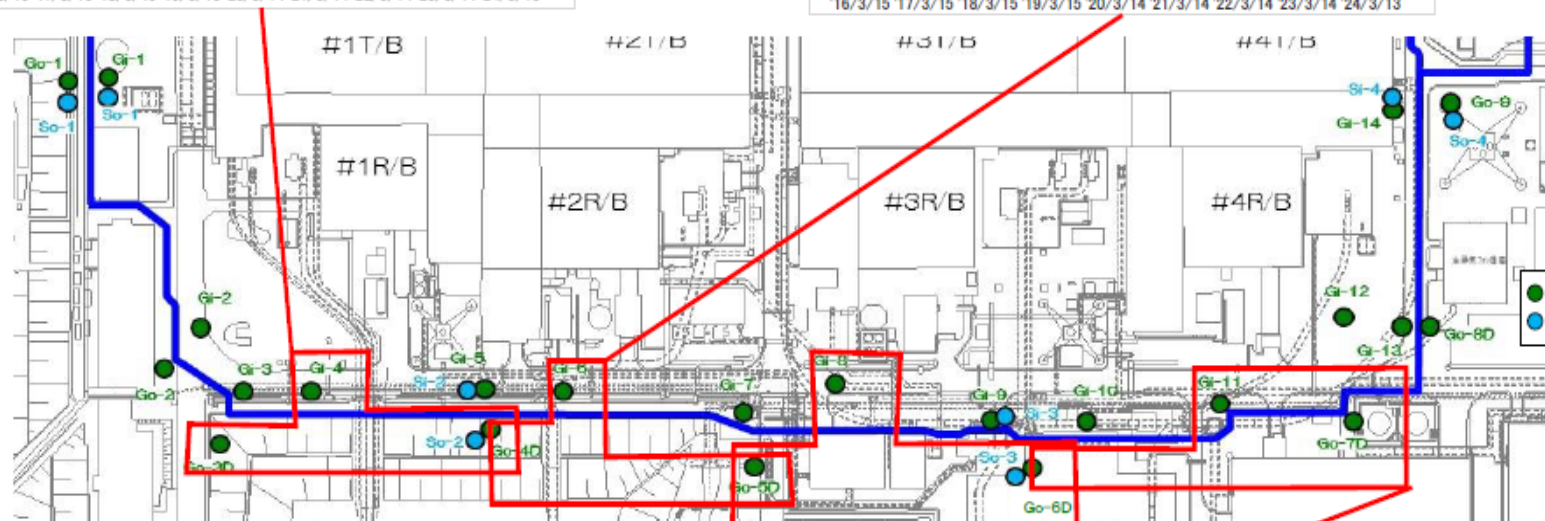 '16/3/15 '17/3/15 '18/3/15 '19/3/15 '20/3/14 '21/3/14 '22/3/14 '23/3/14 '24/3/13
#1T/B
#2T/B
#3T/B
#4T/B
Go-1
Gi-1
So-1
So-1
Si-4
Gi-14
Go-9
So-4
#1R/B
#2R/B
#3R/B
#4R/B
Gi-2
Gi-12
Gi-13
Go-8D
Go-2
Gi-3
Gi-4
Si-2
Gi-5
Gi-6
Gi-7
Gi-8
Gi-9
Si-3
Gi-10
Gi-11
Go-3D
So-2
Go-4D
Go-5D
So-3
Go-6D
Go-7D